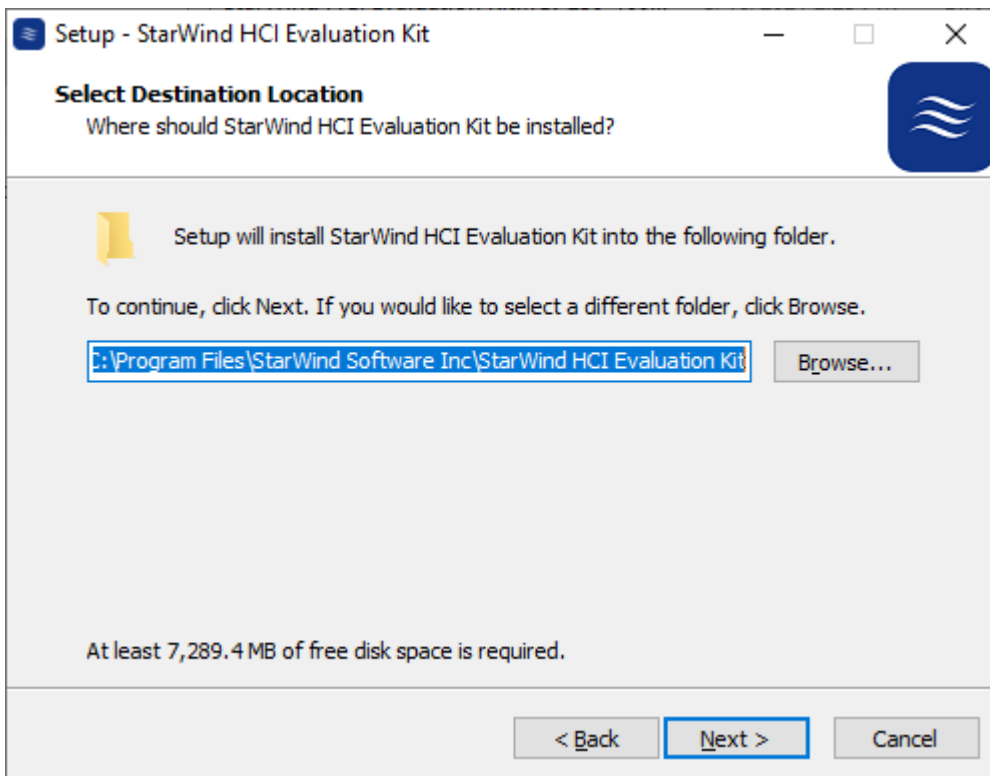 Setup - StarWind HCI Evaluation Kit
Select Destination Location
Where should StarWind HCI Evaluation Kit be installed?
Setup will install StarWind HCI Evaluation Kit into the following folder.
To continue, click Next. If you would like to select a different folder, click Browse.
C:\Program Files\StarWind Software Inc\StarWind HCI Evaluation Kit
Browse...
At least 7,289.4 MB of free disk space is required.
< Back
Next >
Cancel